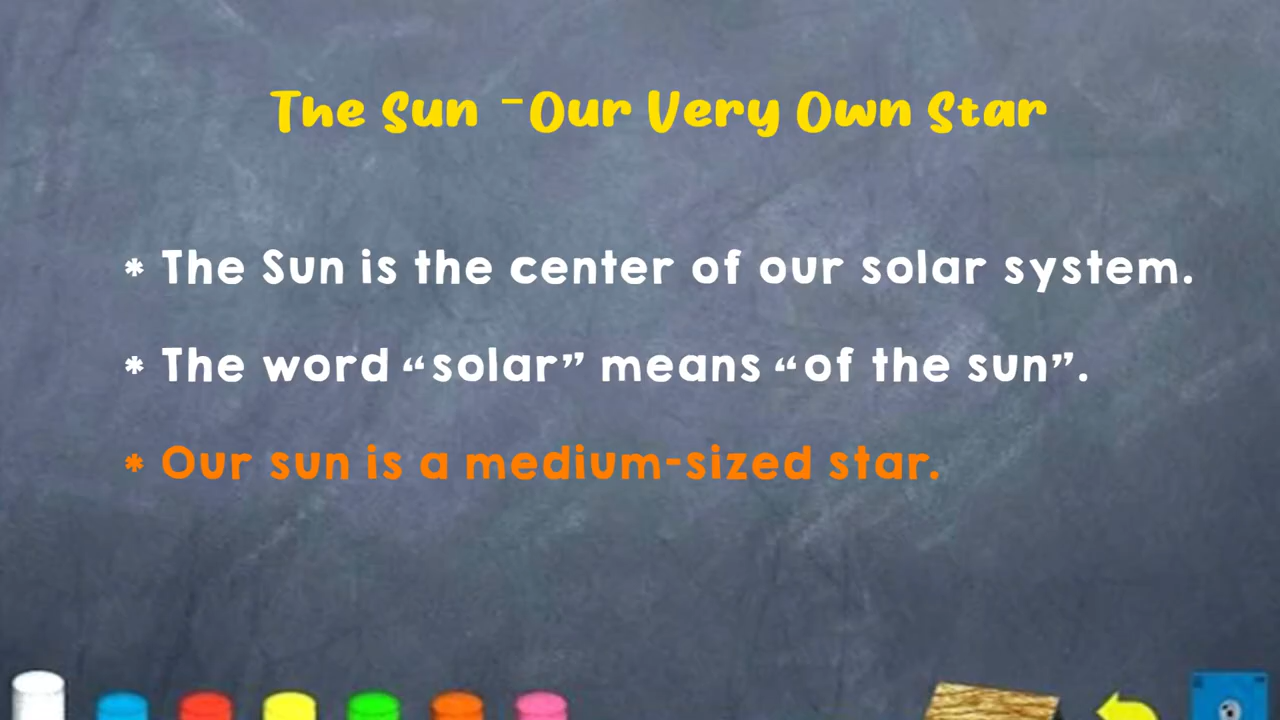 The Sun -Our Very Own Star
* The Sun is the center of our solar system.
* The word “solar” means “of the sun”.
* Our sun is a medium-sized star.